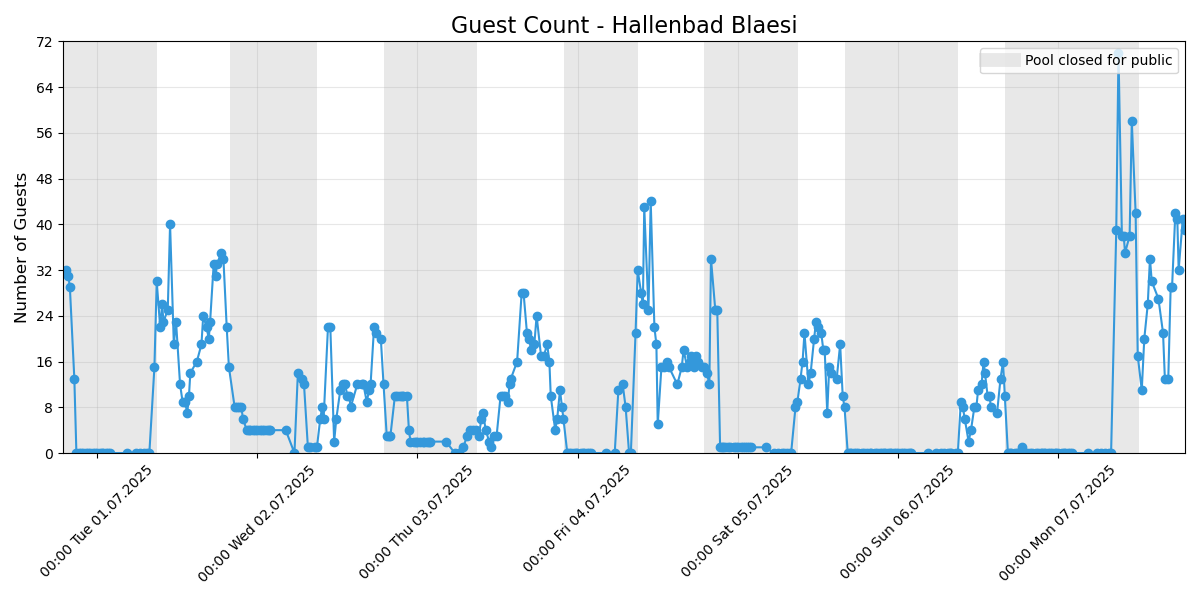 Guest Count - Hallenbad Blaesi
Pool closed for public
Number of Guests
72
64
56
48
40
32
24
16
8
0
00:00 Tue 01.07.2025
00:00 Wed 02.07.2025
00:00 Thu 03.07.2025
00:00 Fri 04.07.2025
00:00 Sat 05.07.2025
00:00 Sun 06.07.2025
00:00 Mon 07.07.2025